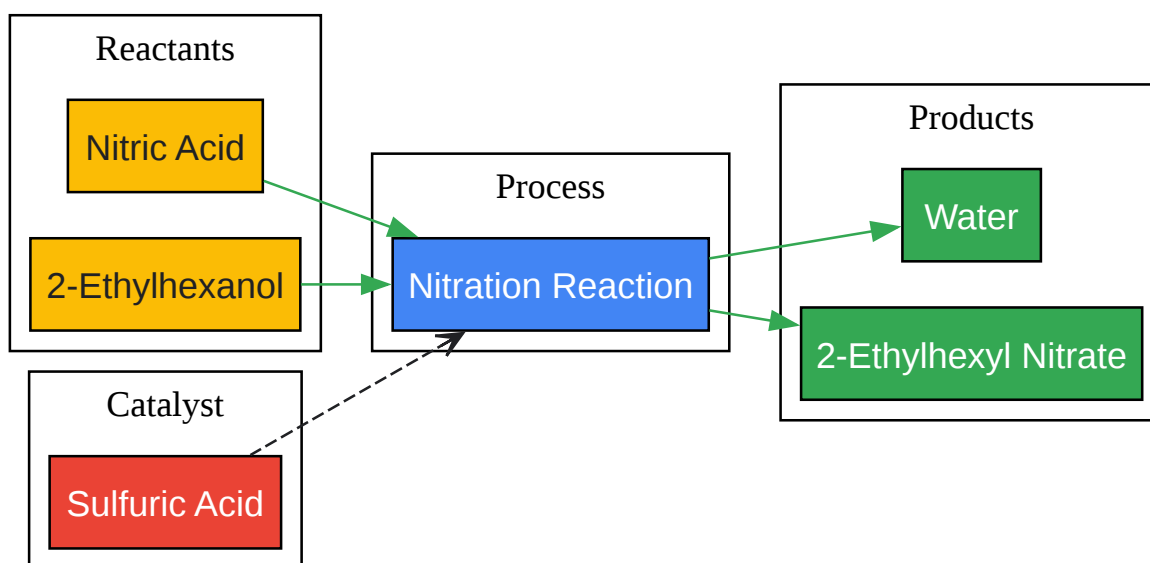 Reactants
Nitric Acid
2-Ethylhexanol
Catalyst
Sulfuric Acid
Process
Nitration Reaction
Products
Water
2-Ethylhexyl Nitrate